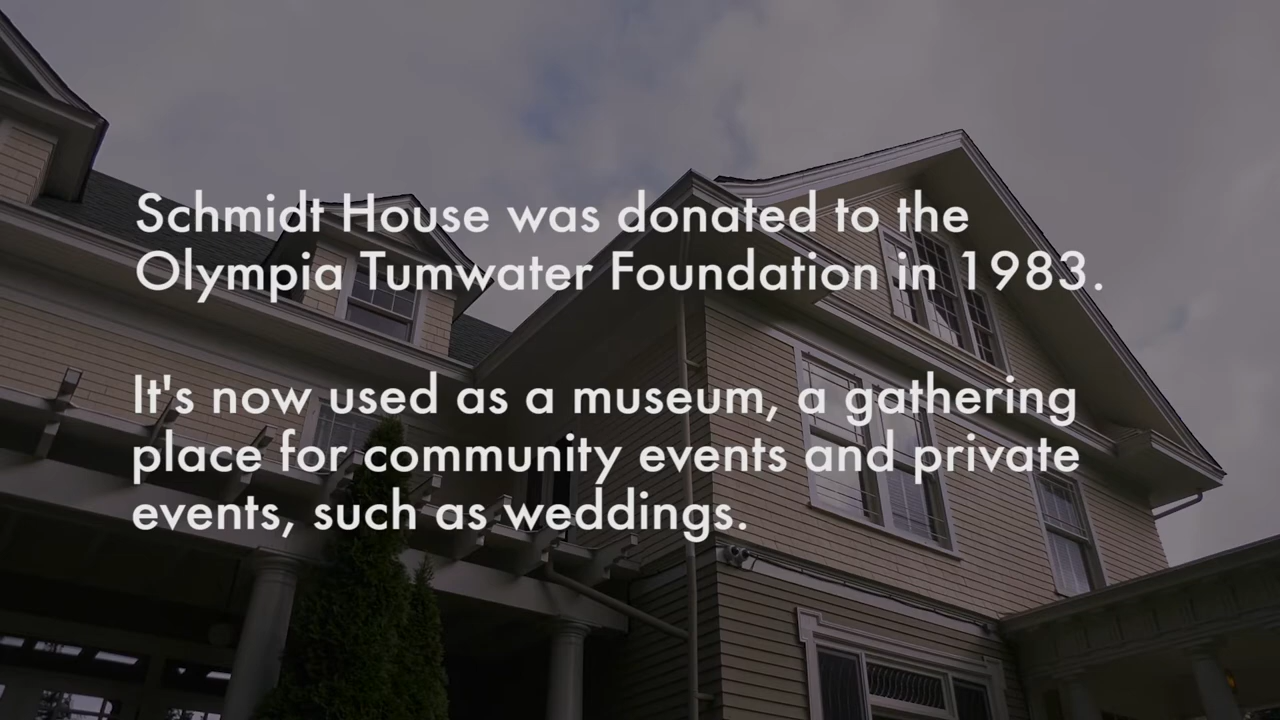 Schmidt House was donated to the
Olympia Tumwater Foundation in 1983.
It's now used as a museum, a gathering
place for community events and private
events, such as weddings.